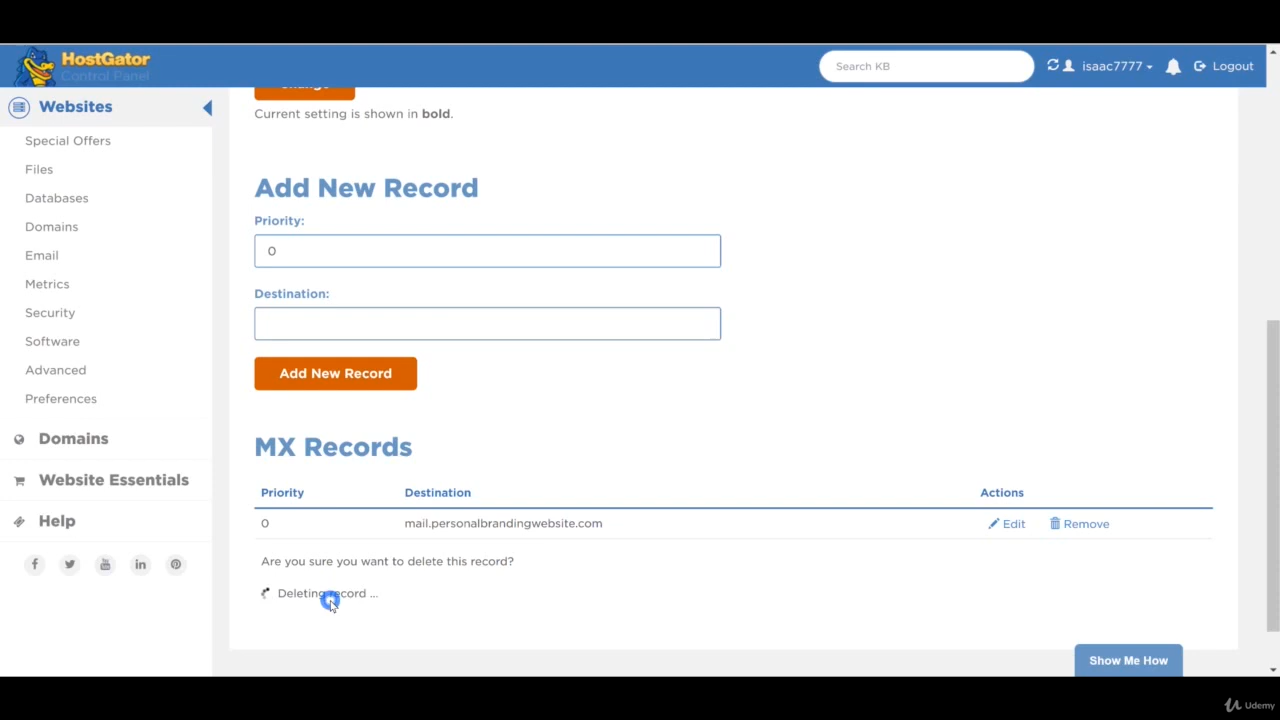 HostGator
Control Panel
Search KB
isaac7777
Logout
Websites
Special Offers
Files
Databases
Domains
Email
Metrics
Security
Software
Advanced
Preferences
Domains
Website Essentials
Help
Change
Current setting is shown in bold.
Add New Record
Priority:
0
Destination:
Add New Record
MX Records
Priority Destination Actions
0 mail.personalbrandingwebsite.com Edit Remove
Are you sure you want to delete this record?
Deleting record ...
Show Me How
Udemy